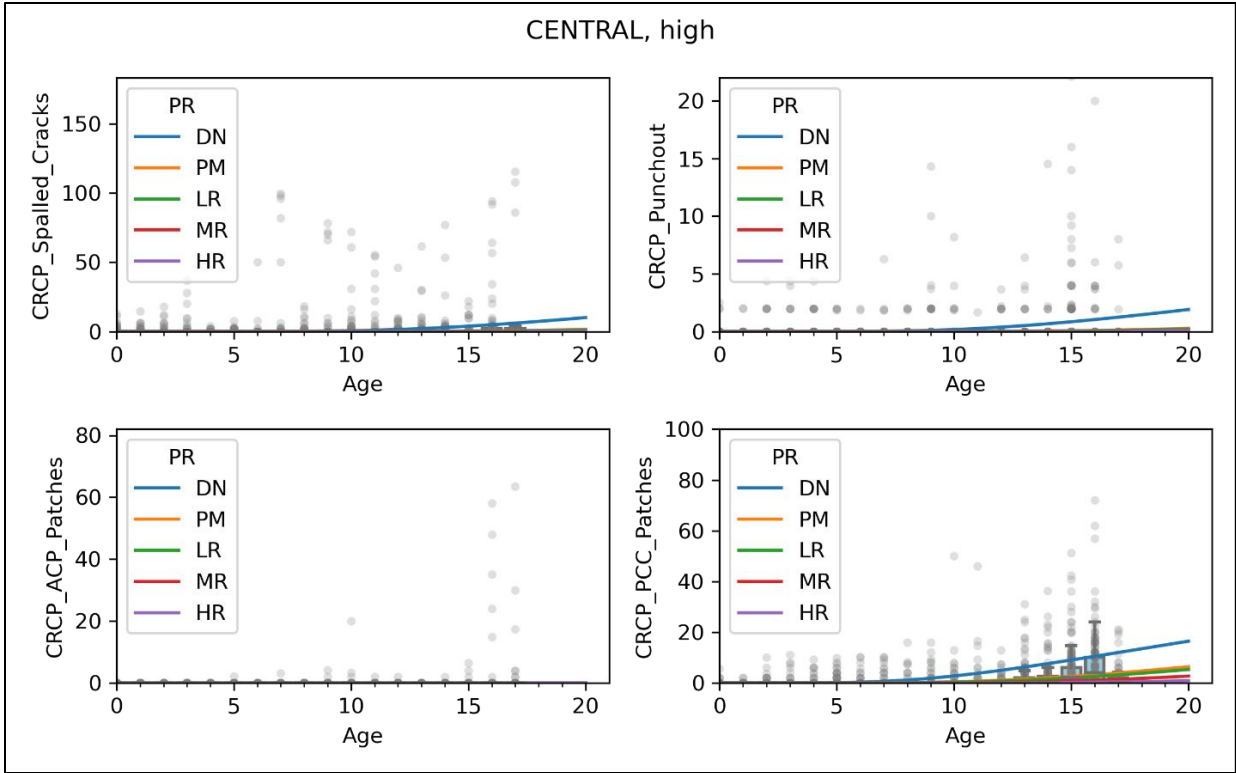 CENTRAL, high
CRCP_Spalled_Cracks
150
100
50
0
PR
DN
PM
LR
MR
HR
0 5 10 15 20
Age
CRCP_Punchout
20
15
10
5
0
PR
DN
PM
LR
MR
HR
0 5 10 15 20
Age
CRCP_ACP_Patches
80
60
40
20
0
PR
DN
PM
LR
MR
HR
0 5 10 15 20
Age
CRCP_PCC_Patches
100
80
60
40
20
0
PR
DN
PM
LR
MR
HR
0 5 10 15 20
Age